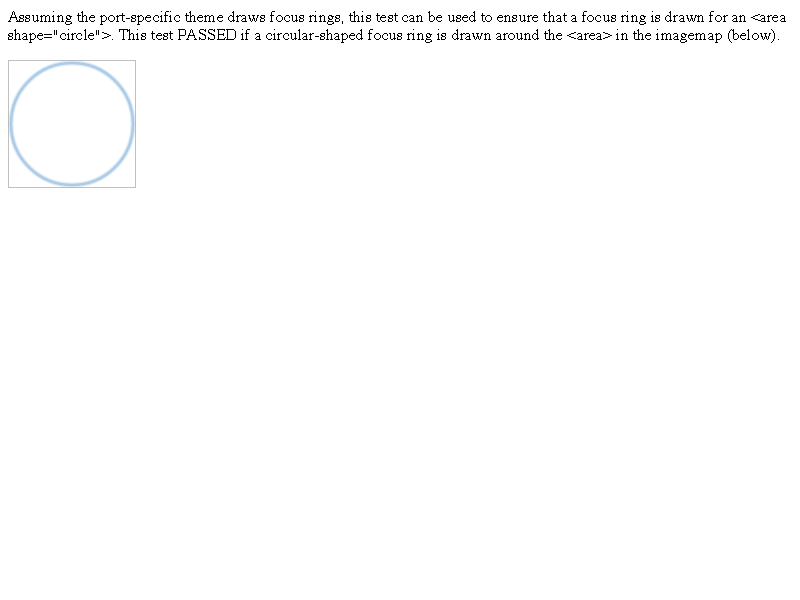 Assuming the port-specific theme draws focus rings, this test can be used to ensure that a focus ring is drawn for an <area
shape="circle">. This test PASSED if a circular-shaped focus ring is drawn around the <area> in the imagemap (below).